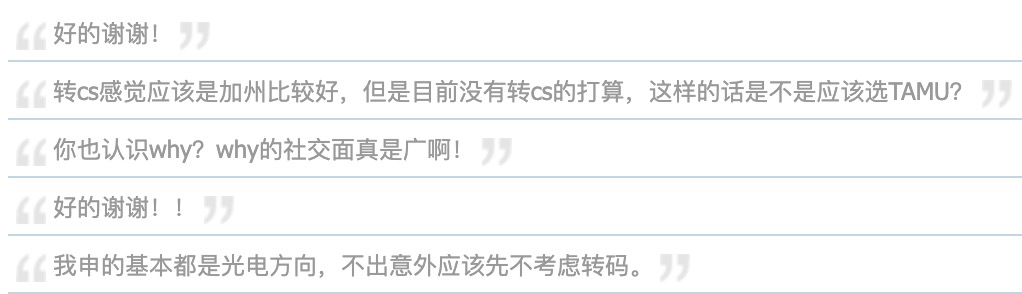 好的谢谢！
转cs感觉应该是加州比较好，但是目前没有转cs的打算，这样的话是不是应该选TAMU？
你也认识why？why的社交面真是广啊！
好的谢谢！！
我申的基本都是光电方向，不出意外应该先不考虑转码。